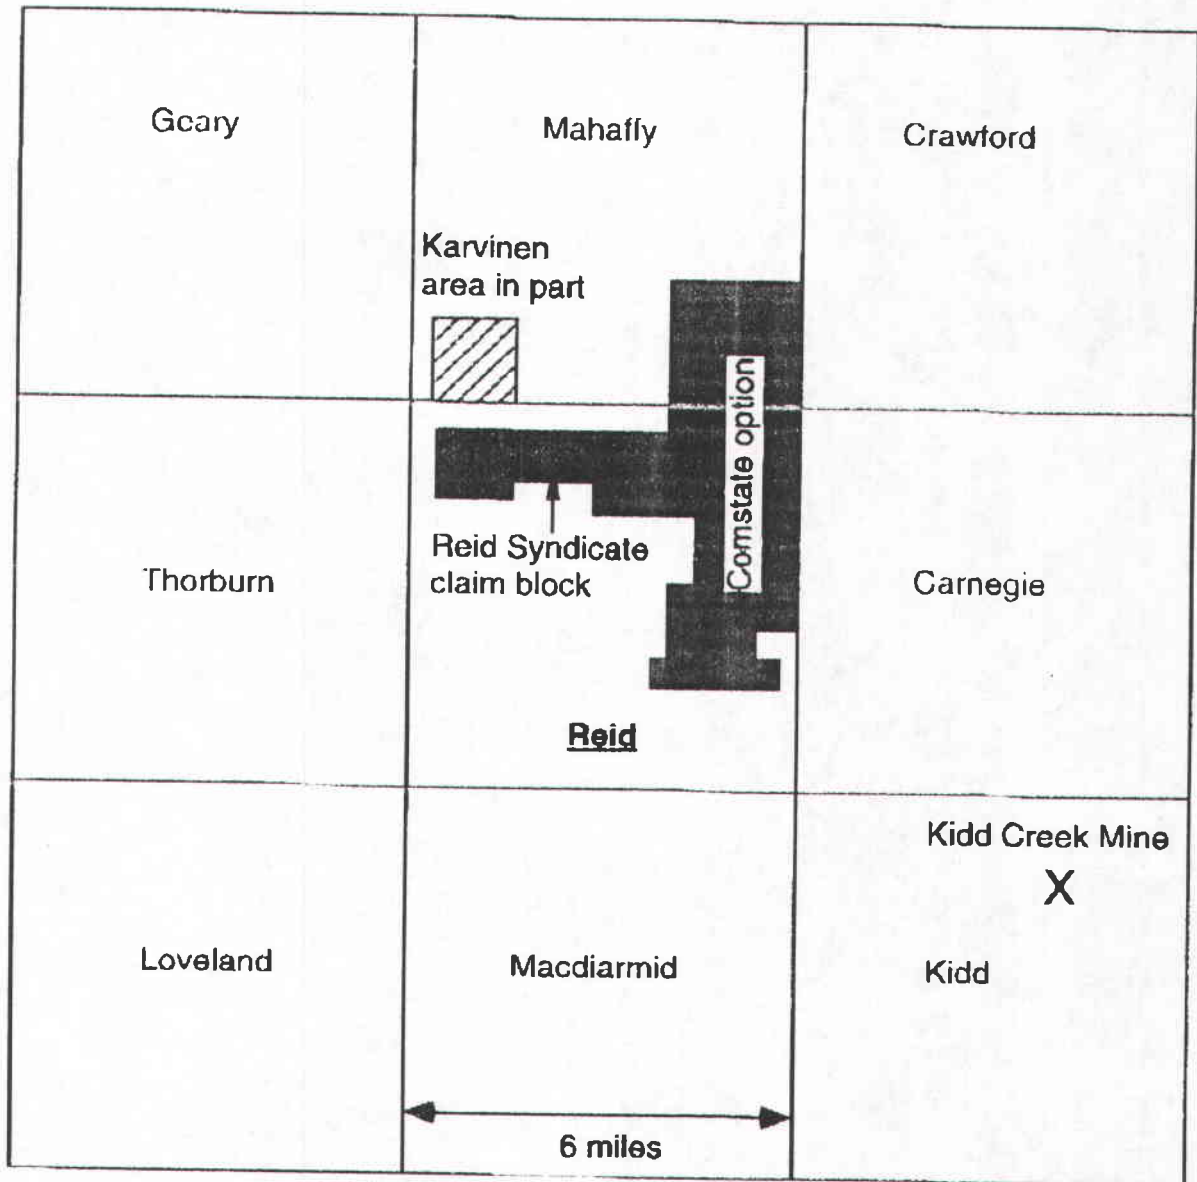 Geary
Mahaffy
Crawford
Karvinen
area in part
Comstate option
Reid Syndicate
claim block
Thorburn
Carnegie
Reid
Kidd Creek Mine
X
Loveland
Macdiarmid
Kidd
6 miles